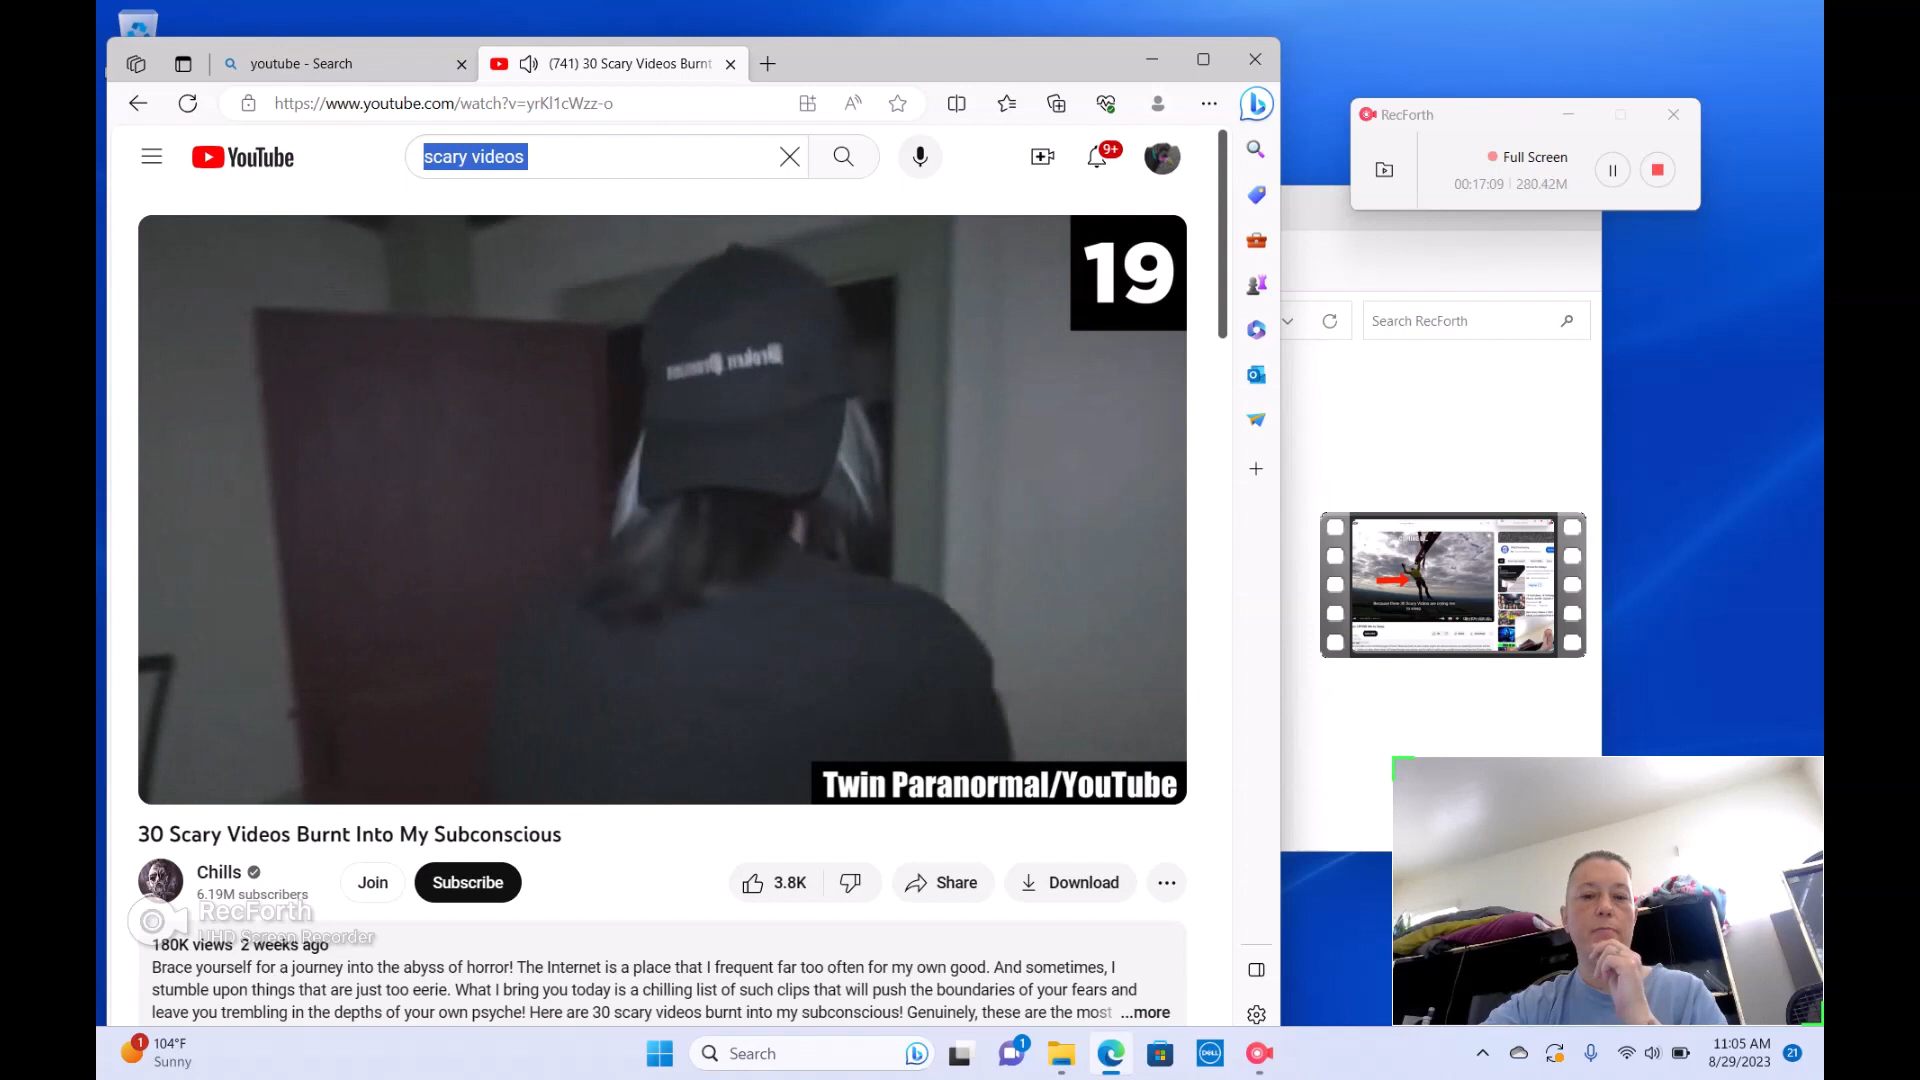 youtube - Search
(741) 30 Scary Videos Burnt
https://www.youtube.com/watch?v=yrKl1cWzz-o
YouTube
scary videos
9+
RecForth
Full Screen
00:17:09 | 280.42M
19
Search RecForth
Twin Paranormal/YouTube
30 Scary Videos Burnt Into My Subconscious
Chills
6.19M subscribers
Join
Subscribe
3.8K
Share
Download
RecForth
UHD Screen Recorder
180K views 2 weeks ago
Brace yourself for a journey into the abyss of horror! The Internet is a place that I frequent far too often for my own good. And sometimes, I
stumble upon things that are just too eerie. What I bring you today is a chilling list of such clips that will push the boundaries of your fears and
leave you trembling in the depths of your own psyche! Here are 30 scary videos burnt into my subconscious! Genuinely, these are the most ...more
1
104°F
Sunny
Search
1
DELL
11:05 AM
8/29/2023
21